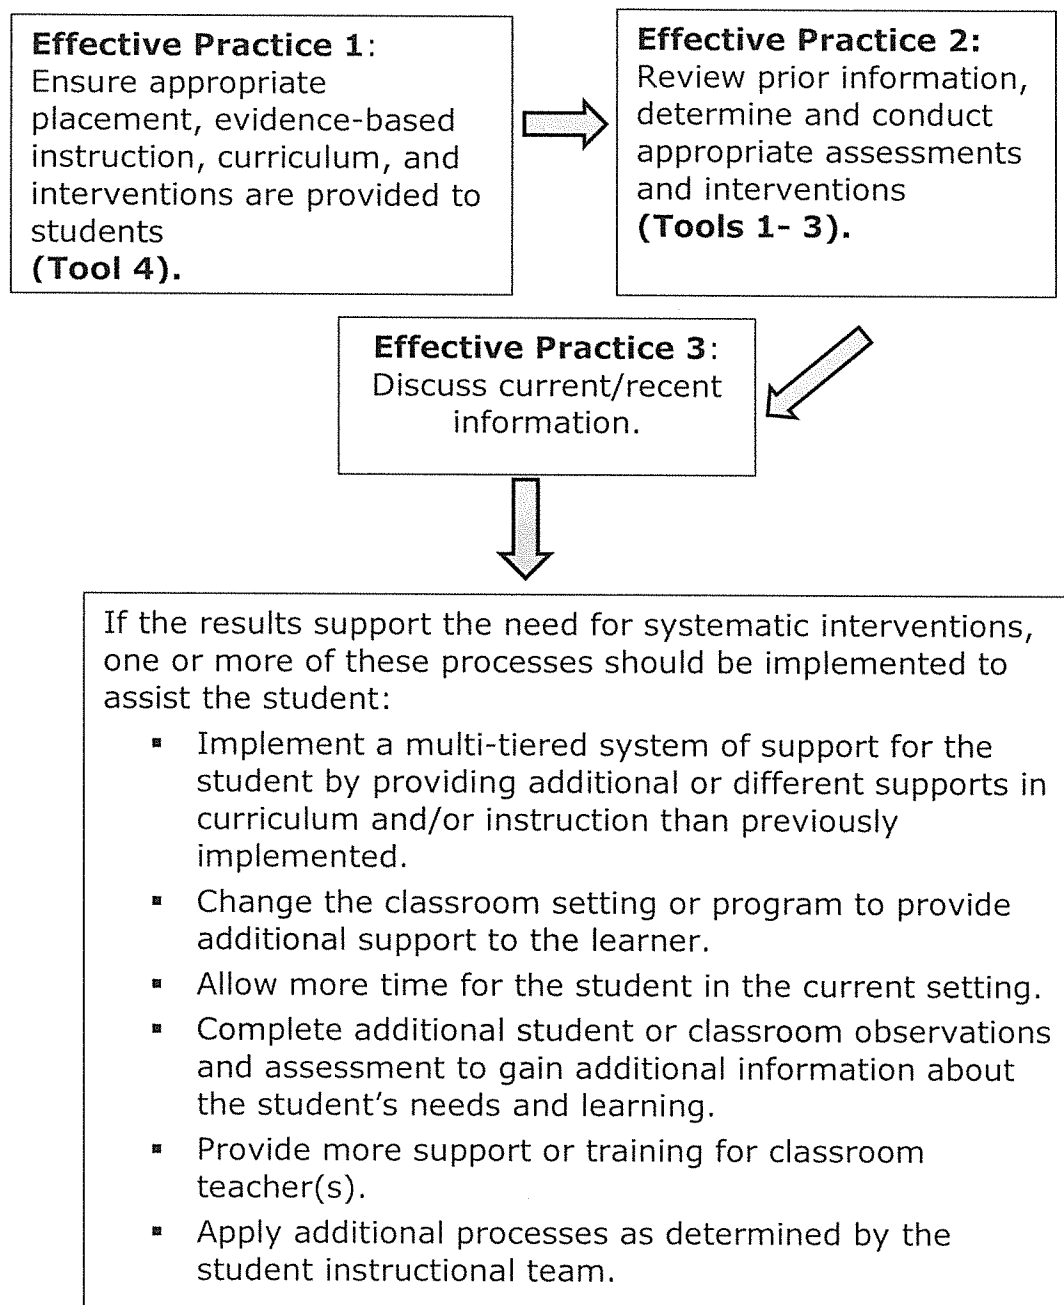 Effective Practice 1:
Ensure appropriate
placement, evidence-based
instruction, curriculum, and
interventions are provided to
students
(Tool 4).
Effective Practice 2:
Review prior information,
determine and conduct
appropriate assessments
and interventions
(Tools 1- 3).
Effective Practice 3:
Discuss current/recent
information.
If the results support the need for systematic interventions,
one or more of these processes should be implemented to
assist the student:
▪ Implement a multi-tiered system of support for the
student by providing additional or different supports in
curriculum and/or instruction than previously
implemented.
▪ Change the classroom setting or program to provide
additional support to the learner.
▪ Allow more time for the student in the current setting.
▪ Complete additional student or classroom observations
and assessment to gain additional information about
the student's needs and learning.
▪ Provide more support or training for classroom
teacher(s).
▪ Apply additional processes as determined by the
student instructional team.